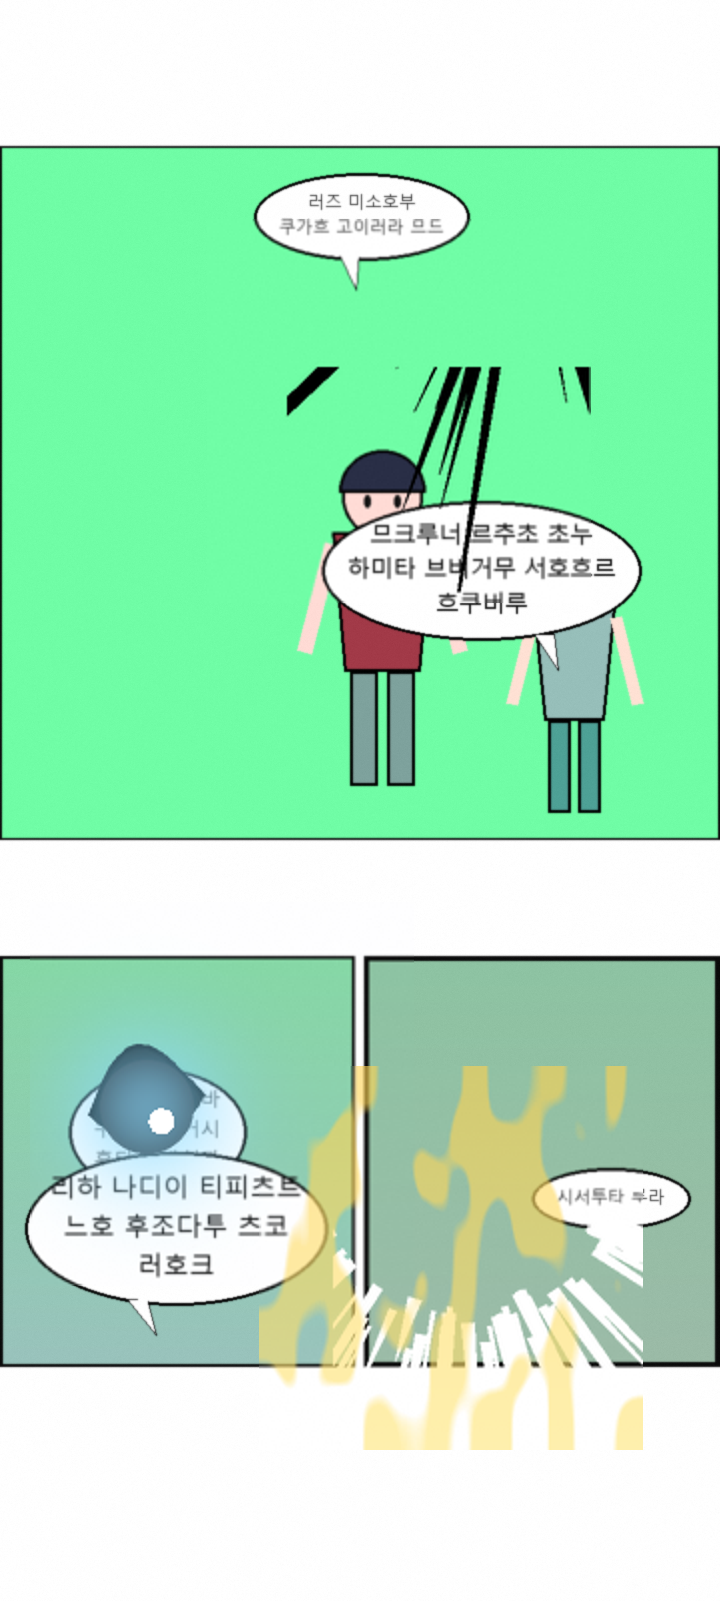 러즈 미소호부
쿠가흐 고이러라 므드
므크루너 르추초 초누
하미타 브버거무 서호흐르
흐쿠버루
리하 나디이 티피츠트
느호 후조다투 츠코
러호크
시서투타 루라